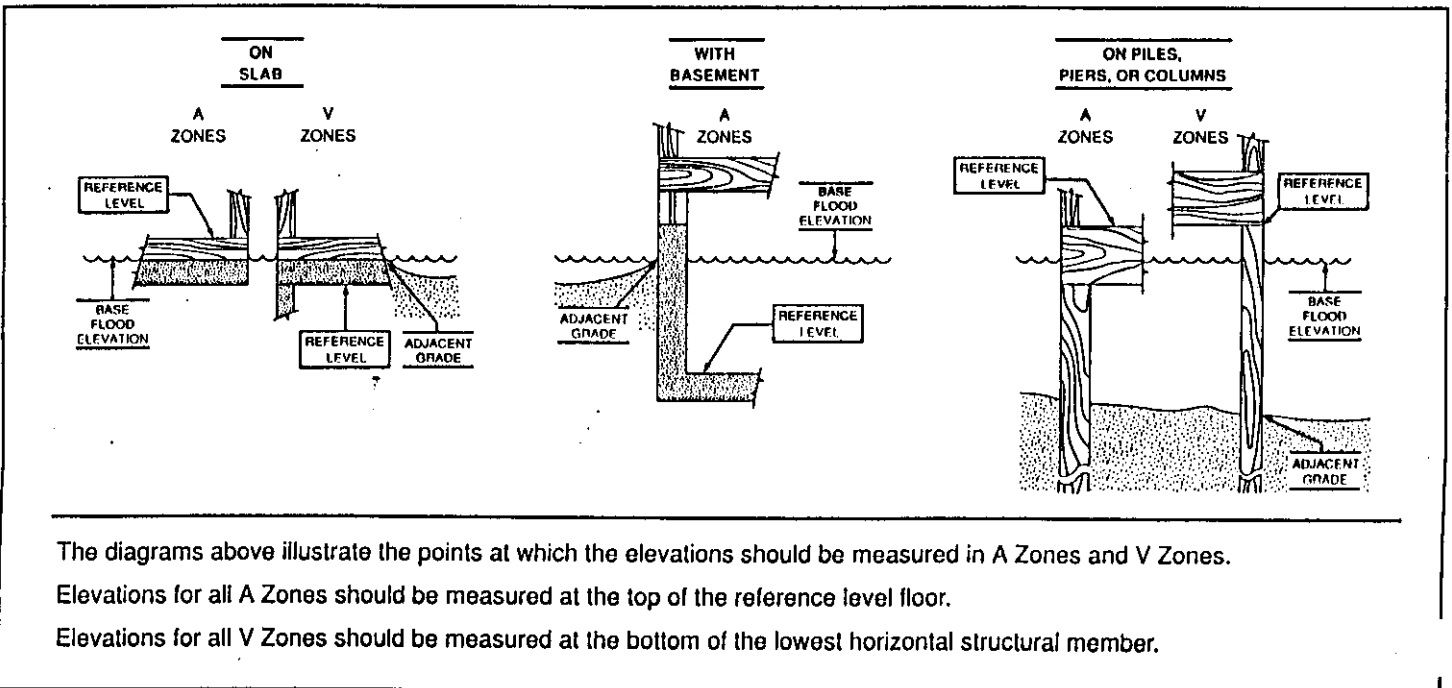 ON
SLAB
A
ZONES
V
ZONES
REFERENCE
LEVEL
BASE
FLOOD
ELEVATION
REFERENCE
LEVEL
ADJACENT
GRADE
WITH
BASEMENT
A
ZONES
BASE
FLOOD
ELEVATION
ADJACENT
GRADE
REFERENCE
LEVEL
ON PILES,
PIERS, OR COLUMNS
A
ZONES
V
ZONES
REFERENCE
LEVEL
REFERENCE
LEVEL
BASE
FLOOD
ELEVATION
ADJACENT
GRADE
The diagrams above illustrate the points at which the elevations should be measured in A Zones and V Zones.
Elevations for all A Zones should be measured at the top of the reference level floor.
Elevations for all V Zones should be measured at the bottom of the lowest horizontal structural member.